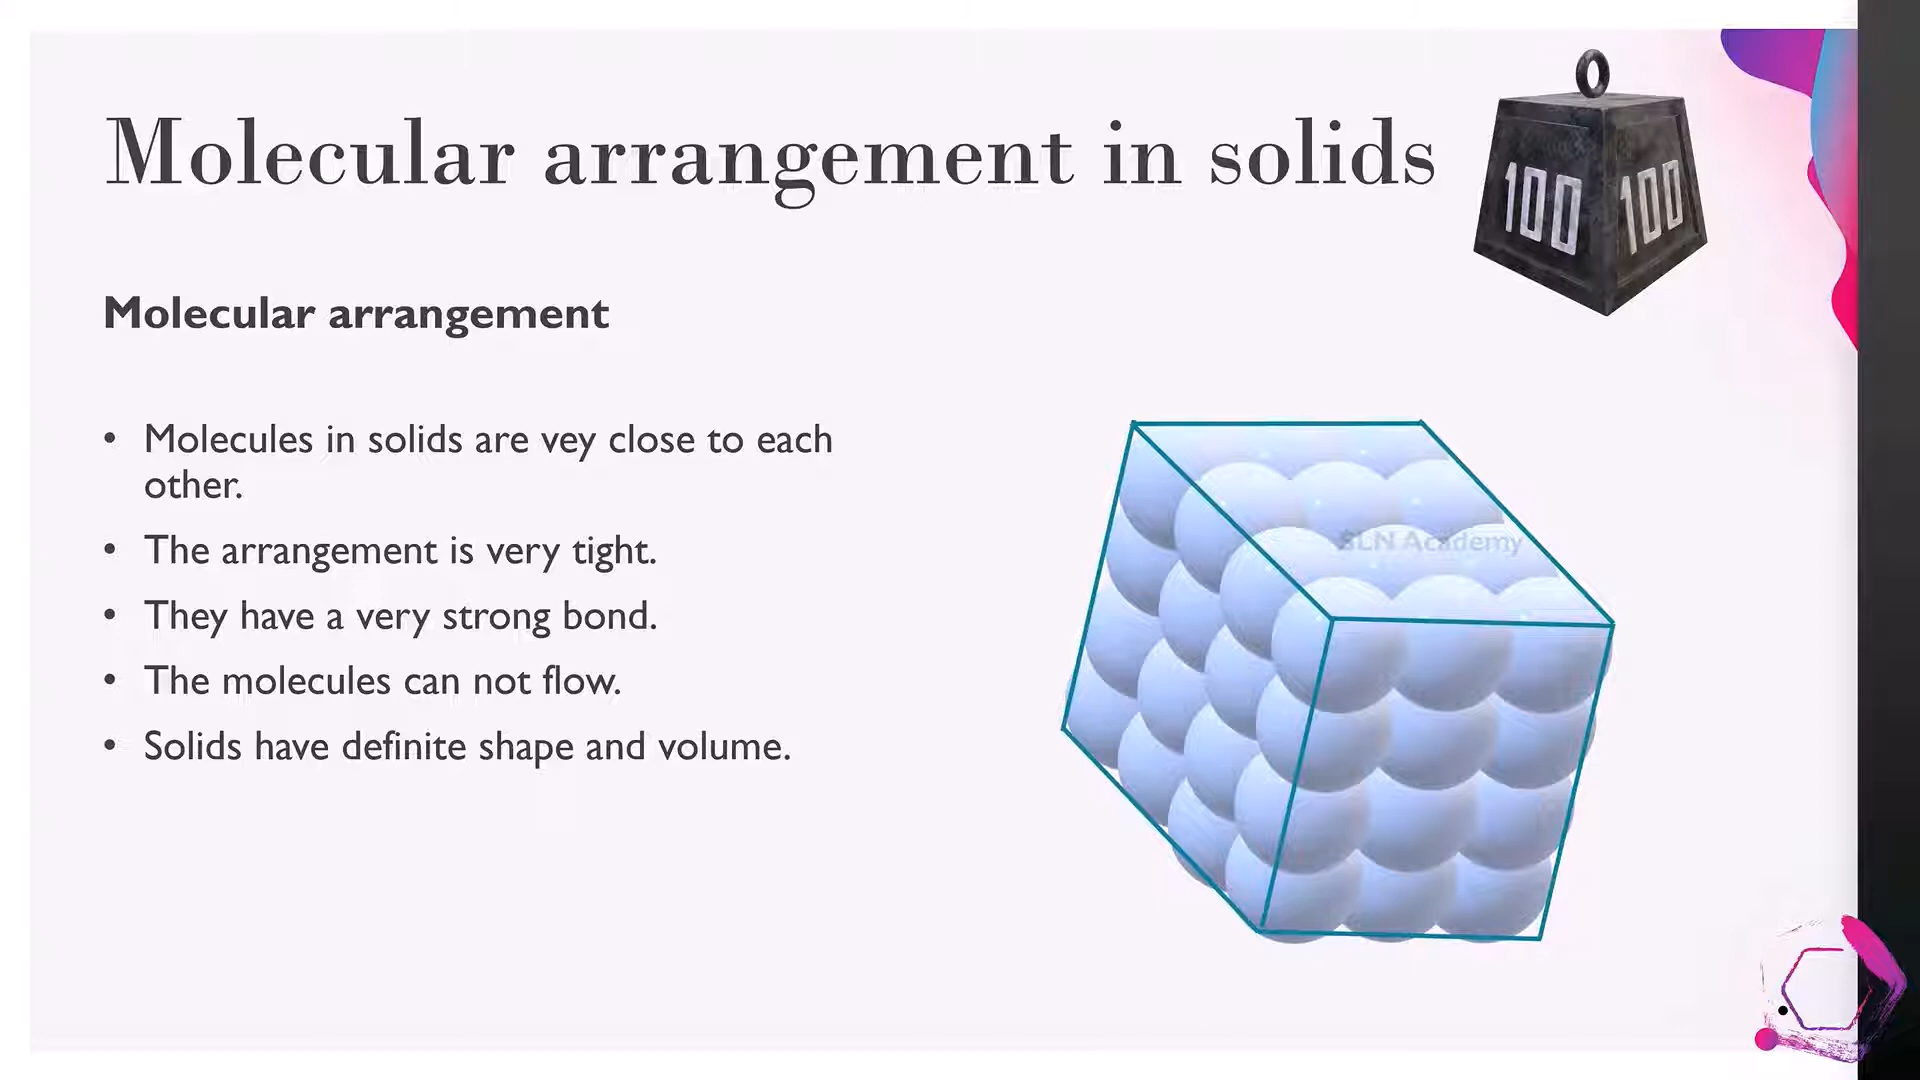 Molecular arrangement in solids
100 100
Molecular arrangement
• Molecules in solids are vey close to each
other.
• The arrangement is very tight.
• They have a very strong bond.
• The molecules can not flow.
• Solids have definite shape and volume.
SLN Academy